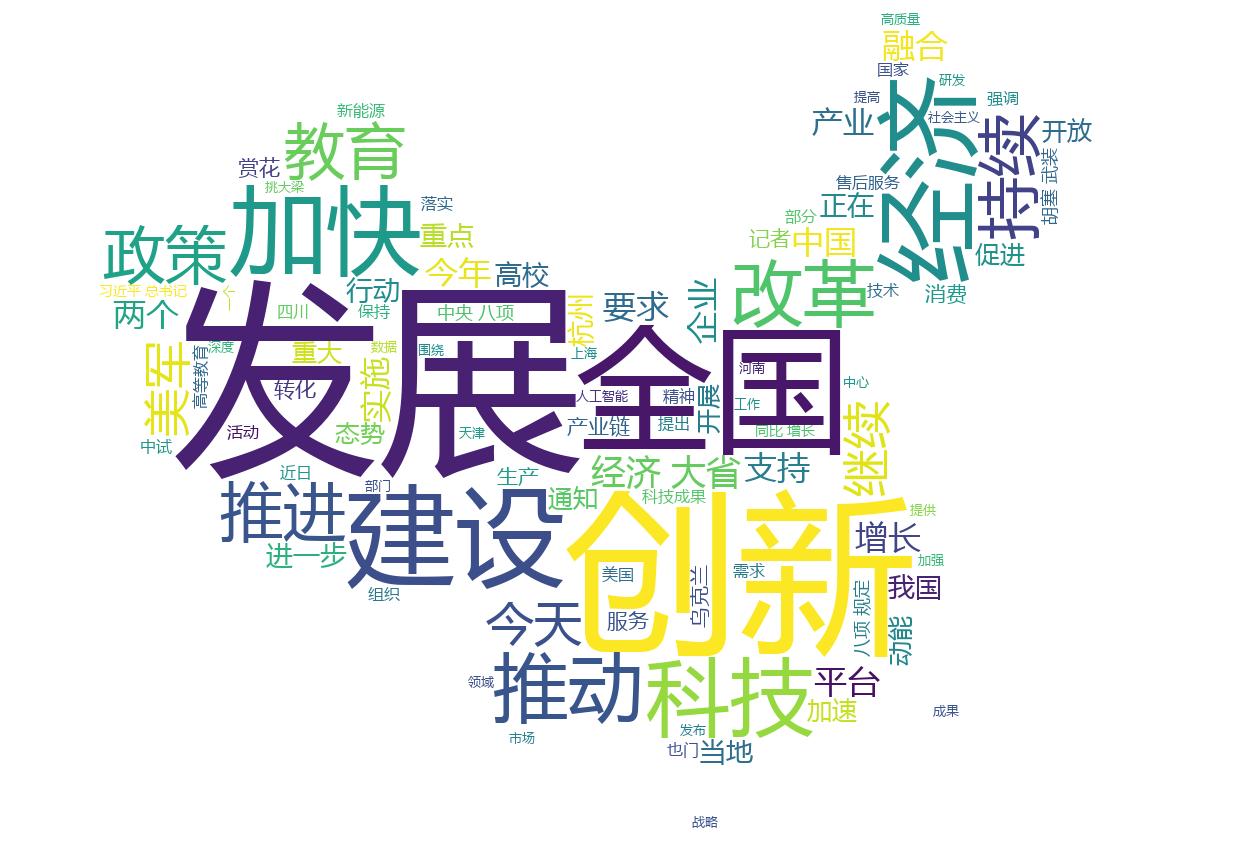 高质量
融合
国家
研发
提高
强调
新能源
社会主义
产业
经济
持续
开放
教育
赏花
胡塞 武装
售后服务
挑大梁
加快
落实
正在
部分
政策
重点
记者
中国
促进
今年
高校
改革
技术
消费
习近平 总书记
个
行动
两个
四川
保持
中央 八项
杭州
要求
企业
发展
全国
美军
高等教育
深度
重大
数据
围绕
上海
河南
转化
实施
人工智能
精神
开展
中心
工作
活动
态势
天津
产业链
提出
同比 增长
继续
中试
近日
生产
经济 大省
支持
推进
部门
建设
通知
科技成果
创新
提供
增长
进一步
组织
美国
乌克兰
需求
加强
我国
八项 规定
动能
今天
服务
领域
推动
科技
平台
加速
成果
市场
发布
也门
当地
战略